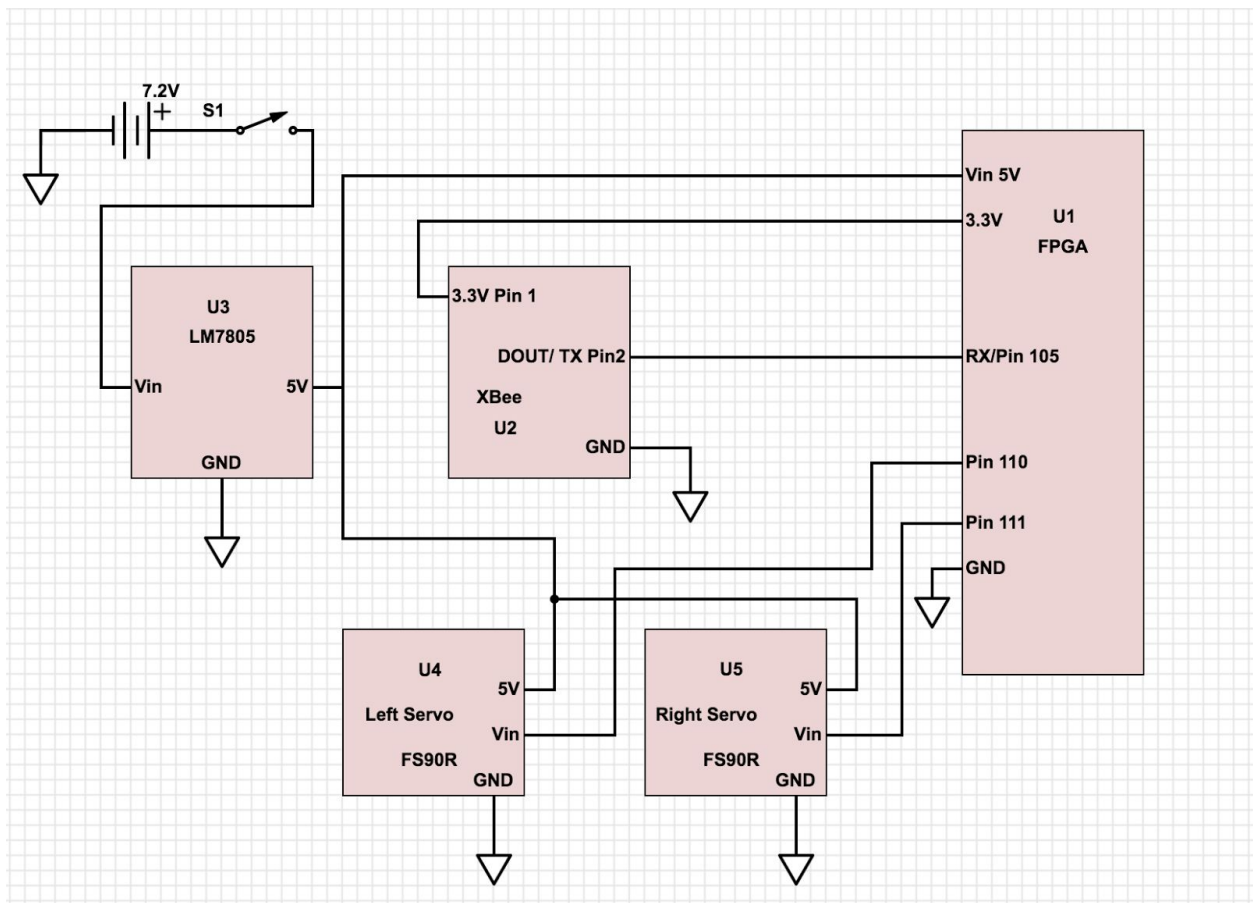 7.2V
+
S1
Vin 5V
3.3V
U1
FPGA
U3
LM7805
Vin
5V
GND
3.3V Pin 1
DOUT/ TX Pin2
XBee
U2
GND
RX/Pin 105
Pin 110
Pin 111
GND
U4
5V
Left Servo
Vin
FS90R
GND
U5
5V
Right Servo
Vin
FS90R
GND